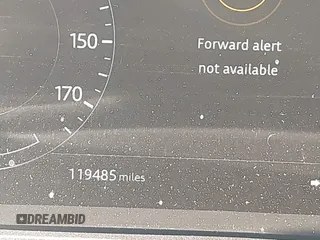 150
Forward alert
not available
170
119485 miles
DREAMBID